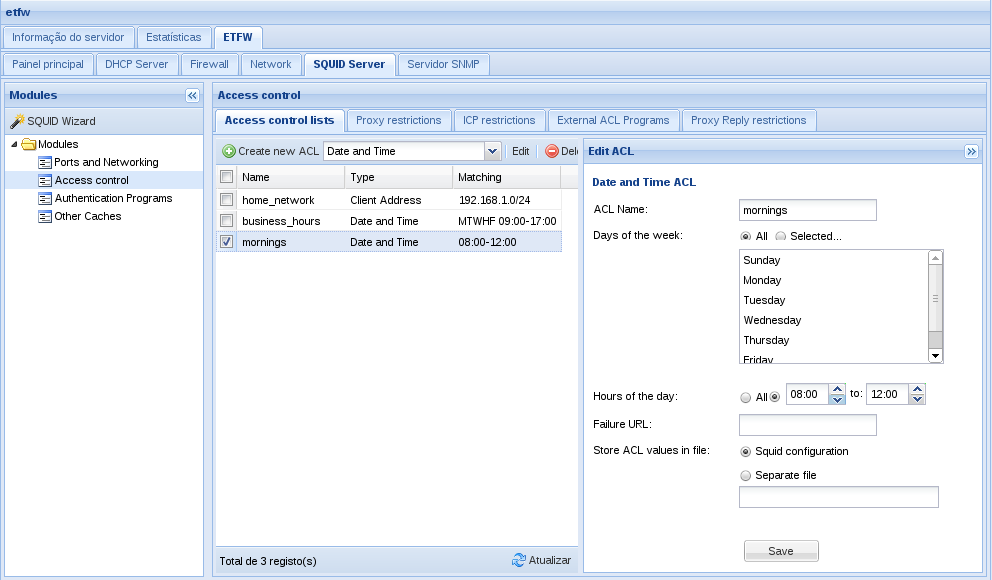 etfw
Informação do servidor Estatísticas ETFW
Painel principal DHCP Server Firewall Network SQUID Server Servidor SNMP
Modules
SQUID Wizard
Modules
Ports and Networking
Access control
Authentication Programs
Other Caches
Access control
Access control lists Proxy restrictions ICP restrictions External ACL Programs Proxy Reply restrictions
Create new ACL Date and Time Edit Dele
Name Type Matching
home_network Client Address 192.168.1.0/24
business_hours Date and Time MTWHF 09:00-17:00
mornings Date and Time 08:00-12:00
Total de 3 registo(s) Atualizar
Edit ACL
Date and Time ACL
ACL Name: mornings
Days of the week: All Selected...
Sunday
Monday
Tuesday
Wednesday
Thursday
Friday
Hours of the day: All 08:00 to: 12:00
Failure URL:
Store ACL values in file: Squid configuration
Separate file
Save